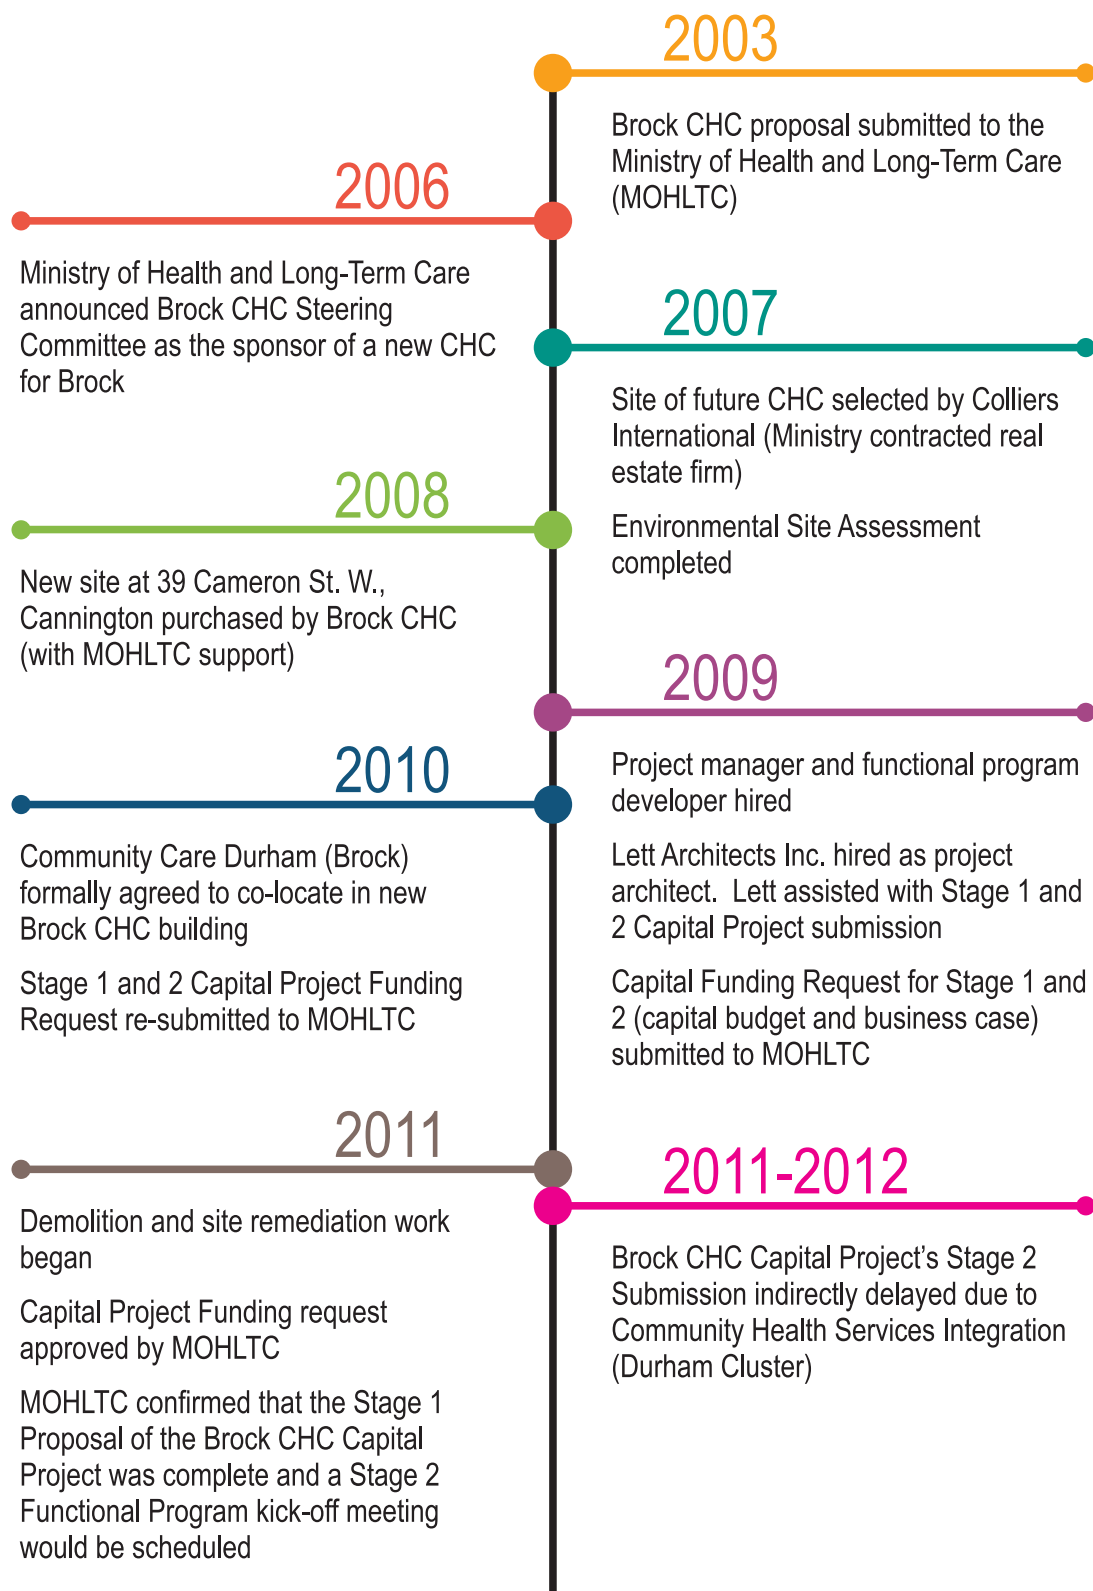 2003
Brock CHC proposal submitted to the
Ministry of Health and Long-Term Care
(MOHLTC)
2006
Ministry of Health and Long-Term Care
announced Brock CHC Steering
Committee as the sponsor of a new CHC
for Brock
2007
Site of future CHC selected by Colliers
International (Ministry contracted real
estate firm)
Environmental Site Assessment
completed
2008
New site at 39 Cameron St. W.,
Cannington purchased by Brock CHC
(with MOHLTC support)
2009
Project manager and functional program
developer hired
Lett Architects Inc. hired as project
architect.  Lett assisted with Stage 1 and
2 Capital Project submission
Capital Funding Request for Stage 1 and
2 (capital budget and business case)
submitted to MOHLTC
2010
Community Care Durham (Brock)
formally agreed to co-locate in new
Brock CHC building
Stage 1 and 2 Capital Project Funding
Request re-submitted to MOHLTC
2011
Demolition and site remediation work
began
Capital Project Funding request
approved by MOHLTC
MOHLTC confirmed that the Stage 1
Proposal of the Brock CHC Capital
Project was complete and a Stage 2
Functional Program kick-off meeting
would be scheduled
2011-2012
Brock CHC Capital Project’s Stage 2
Submission indirectly delayed due to
Community Health Services Integration
(Durham Cluster)